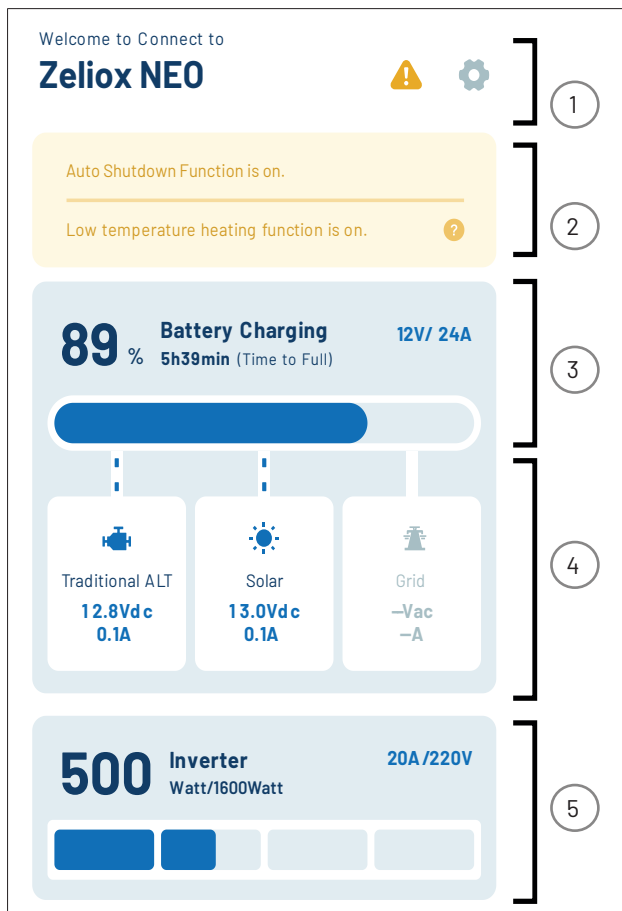 Welcome to Connect to
Zeliox NEO
1
Auto Shutdown Function is on.
Low temperature heating function is on. ?
2
89 % Battery Charging 12V/ 24A
5h39min (Time to Full)
3
Traditional ALT
12.8Vdc
0.1A
Solar
13.0Vdc
0.1A
Grid
—Vac
—A
4
500 Inverter 20A/220V
Watt/1600Watt
5